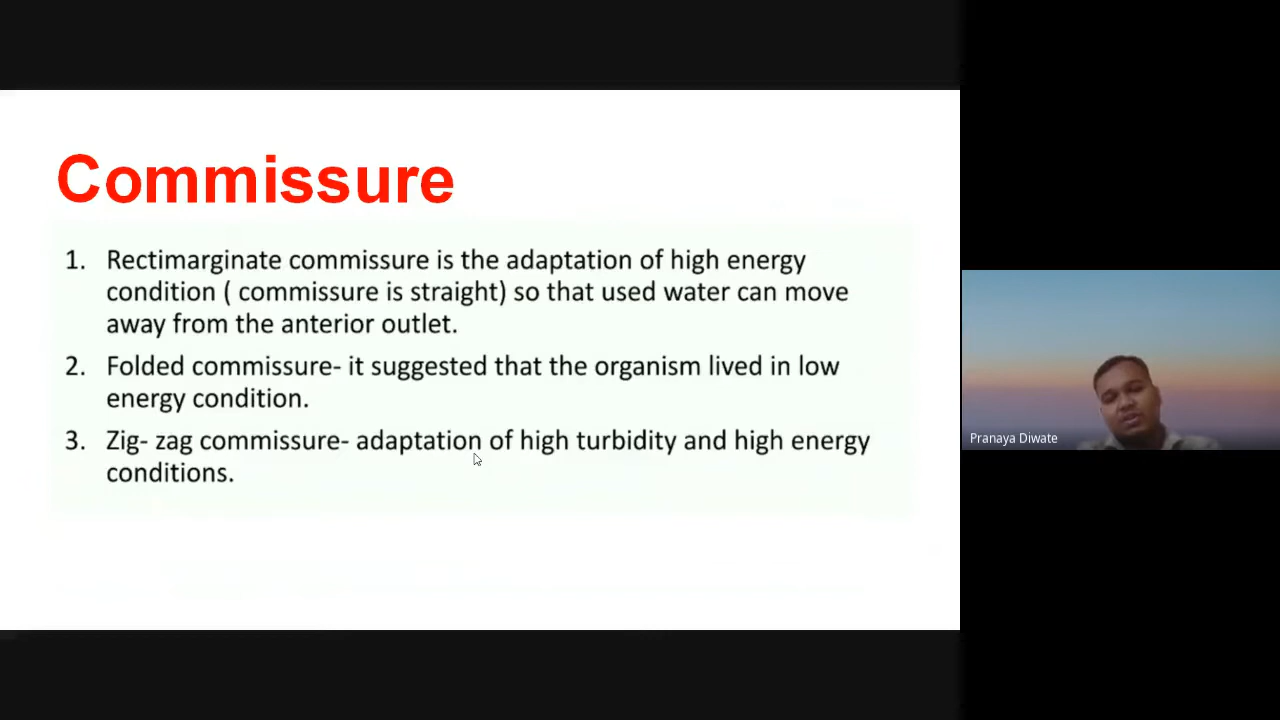 Commissure
1. Rectimarginate commissure is the adaptation of high energy
condition ( commissure is straight) so that used water can move
away from the anterior outlet.
2. Folded commissure- it suggested that the organism lived in low
energy condition.
3. Zig- zag commissure- adaptation of high turbidity and high energy
conditions.
Pranaya Diwate